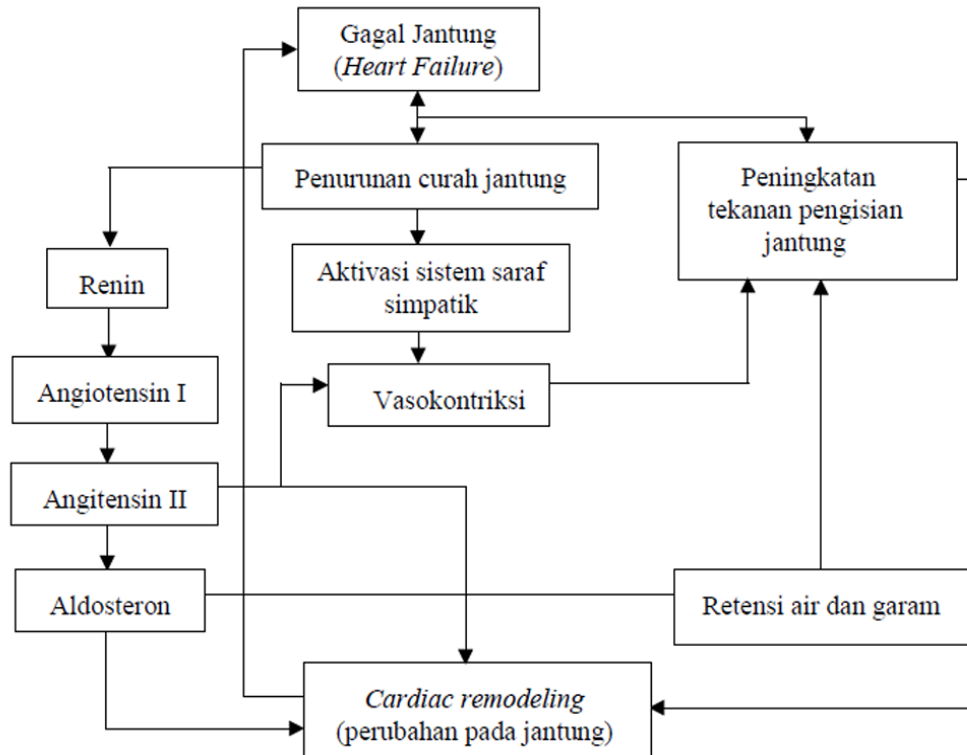 Gagal Jantung
(Heart Failure)
Penurunan curah jantung
Peningkatan
tekanan pengisian
jantung
Renin
Aktivasi sistem saraf
simpatik
Angiotensin I
Vasokontriksi
Angitensin II
Aldosteron
Retensi air dan garam
Cardiac remodeling
(perubahan pada jantung)